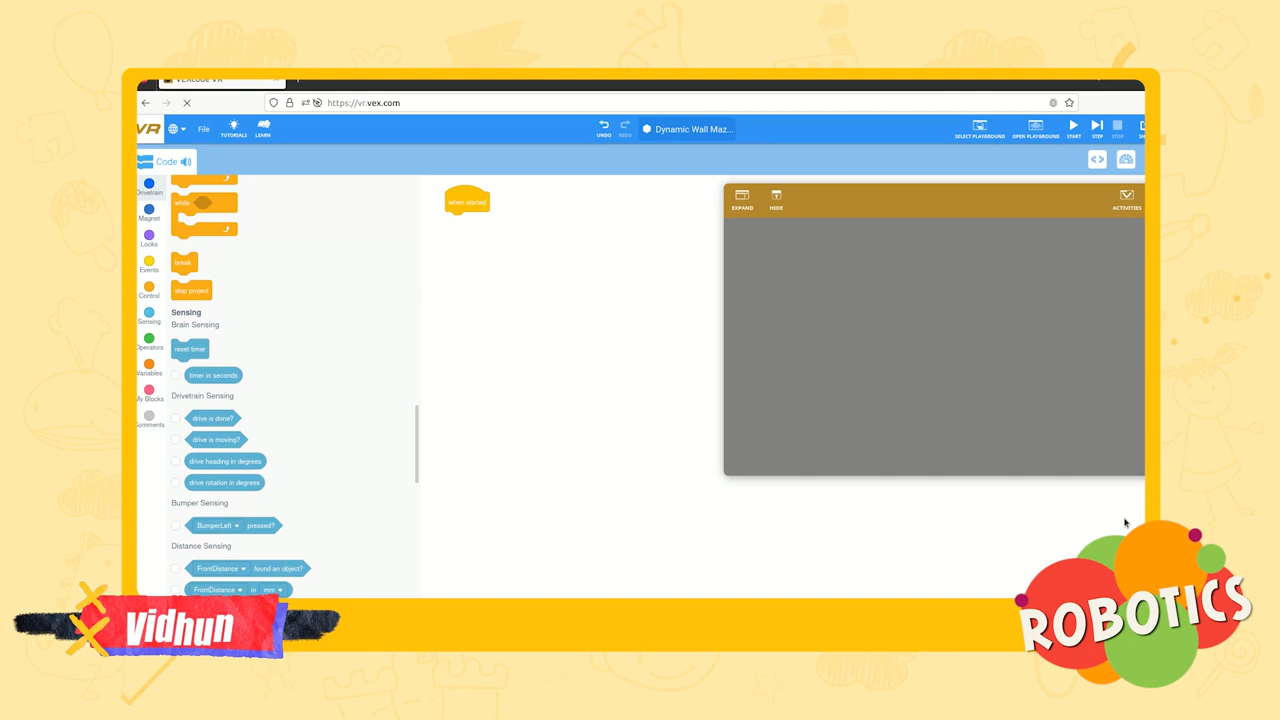 https://vr.vex.com
VR
File
TUTORIALS
LEARN
UNDO
REDO
Dynamic Wall Maz...
SELECT PLAYGROUND
OPEN PLAYGROUND
START
STEP
STOP
Code
Drivetrain
Magnet
Looks
Events
Control
Sensing
Operators
Variables
My Blocks
Comments
while
break
stop project
Sensing
Brain Sensing
reset timer
timer in seconds
Drivetrain Sensing
drive is done?
drive is moving?
drive heading in degrees
drive rotation in degrees
Bumper Sensing
BumperLeft pressed?
Distance Sensing
FrontDistance found an object?
FrontDistance in mm
when started
EXPAND
HIDE
ACTIVITIES
Vidhun
ROBOTICS